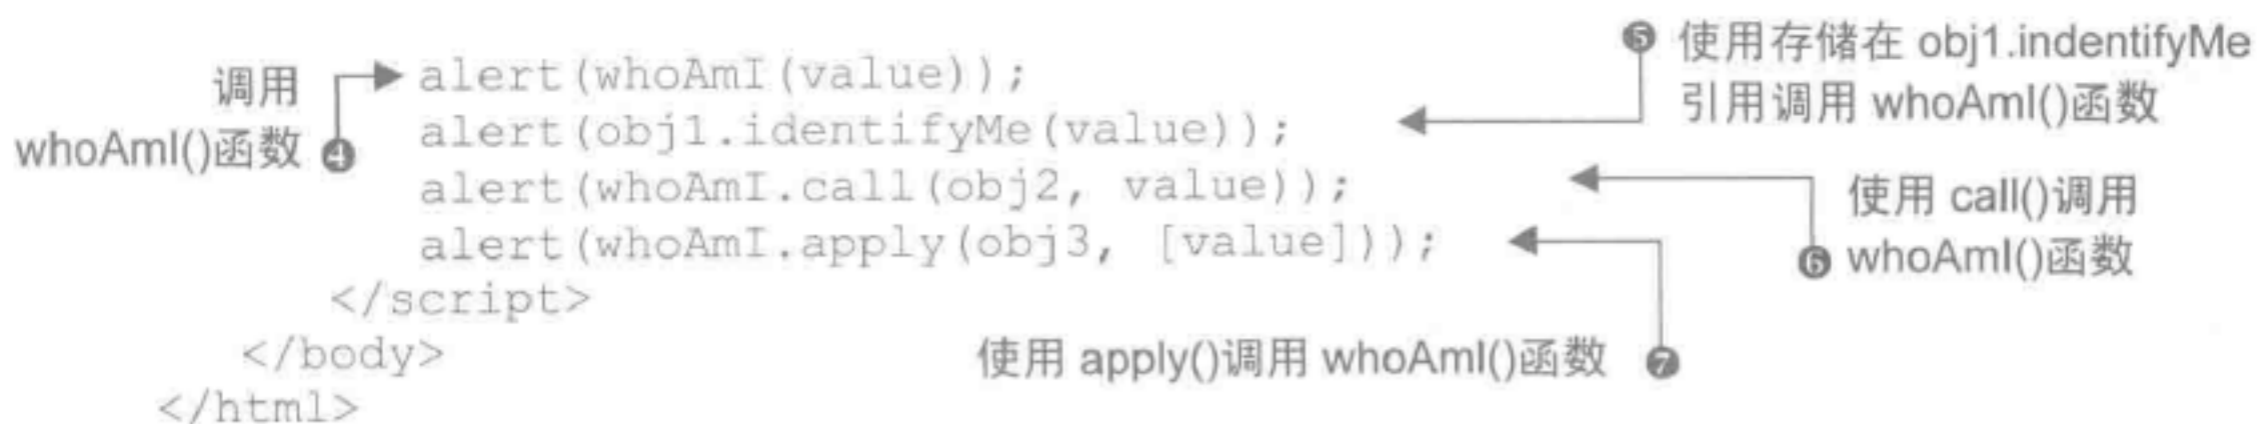 调用
whoAmI()函数 ❹
alert(whoAmI(value));
alert(obj1.identifyMe(value));
alert(whoAmI.call(obj2, value));
alert(whoAmI.apply(obj3, [value]));
</script>
</body>
</html>
❺ 使用存储在 obj1.indentifyMe
引用调用 whoAmI()函数
使用 call()调用
❻ whoAmI()函数
使用 apply()调用 whoAmI()函数 ❼